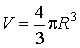 V = 4/3 πR³